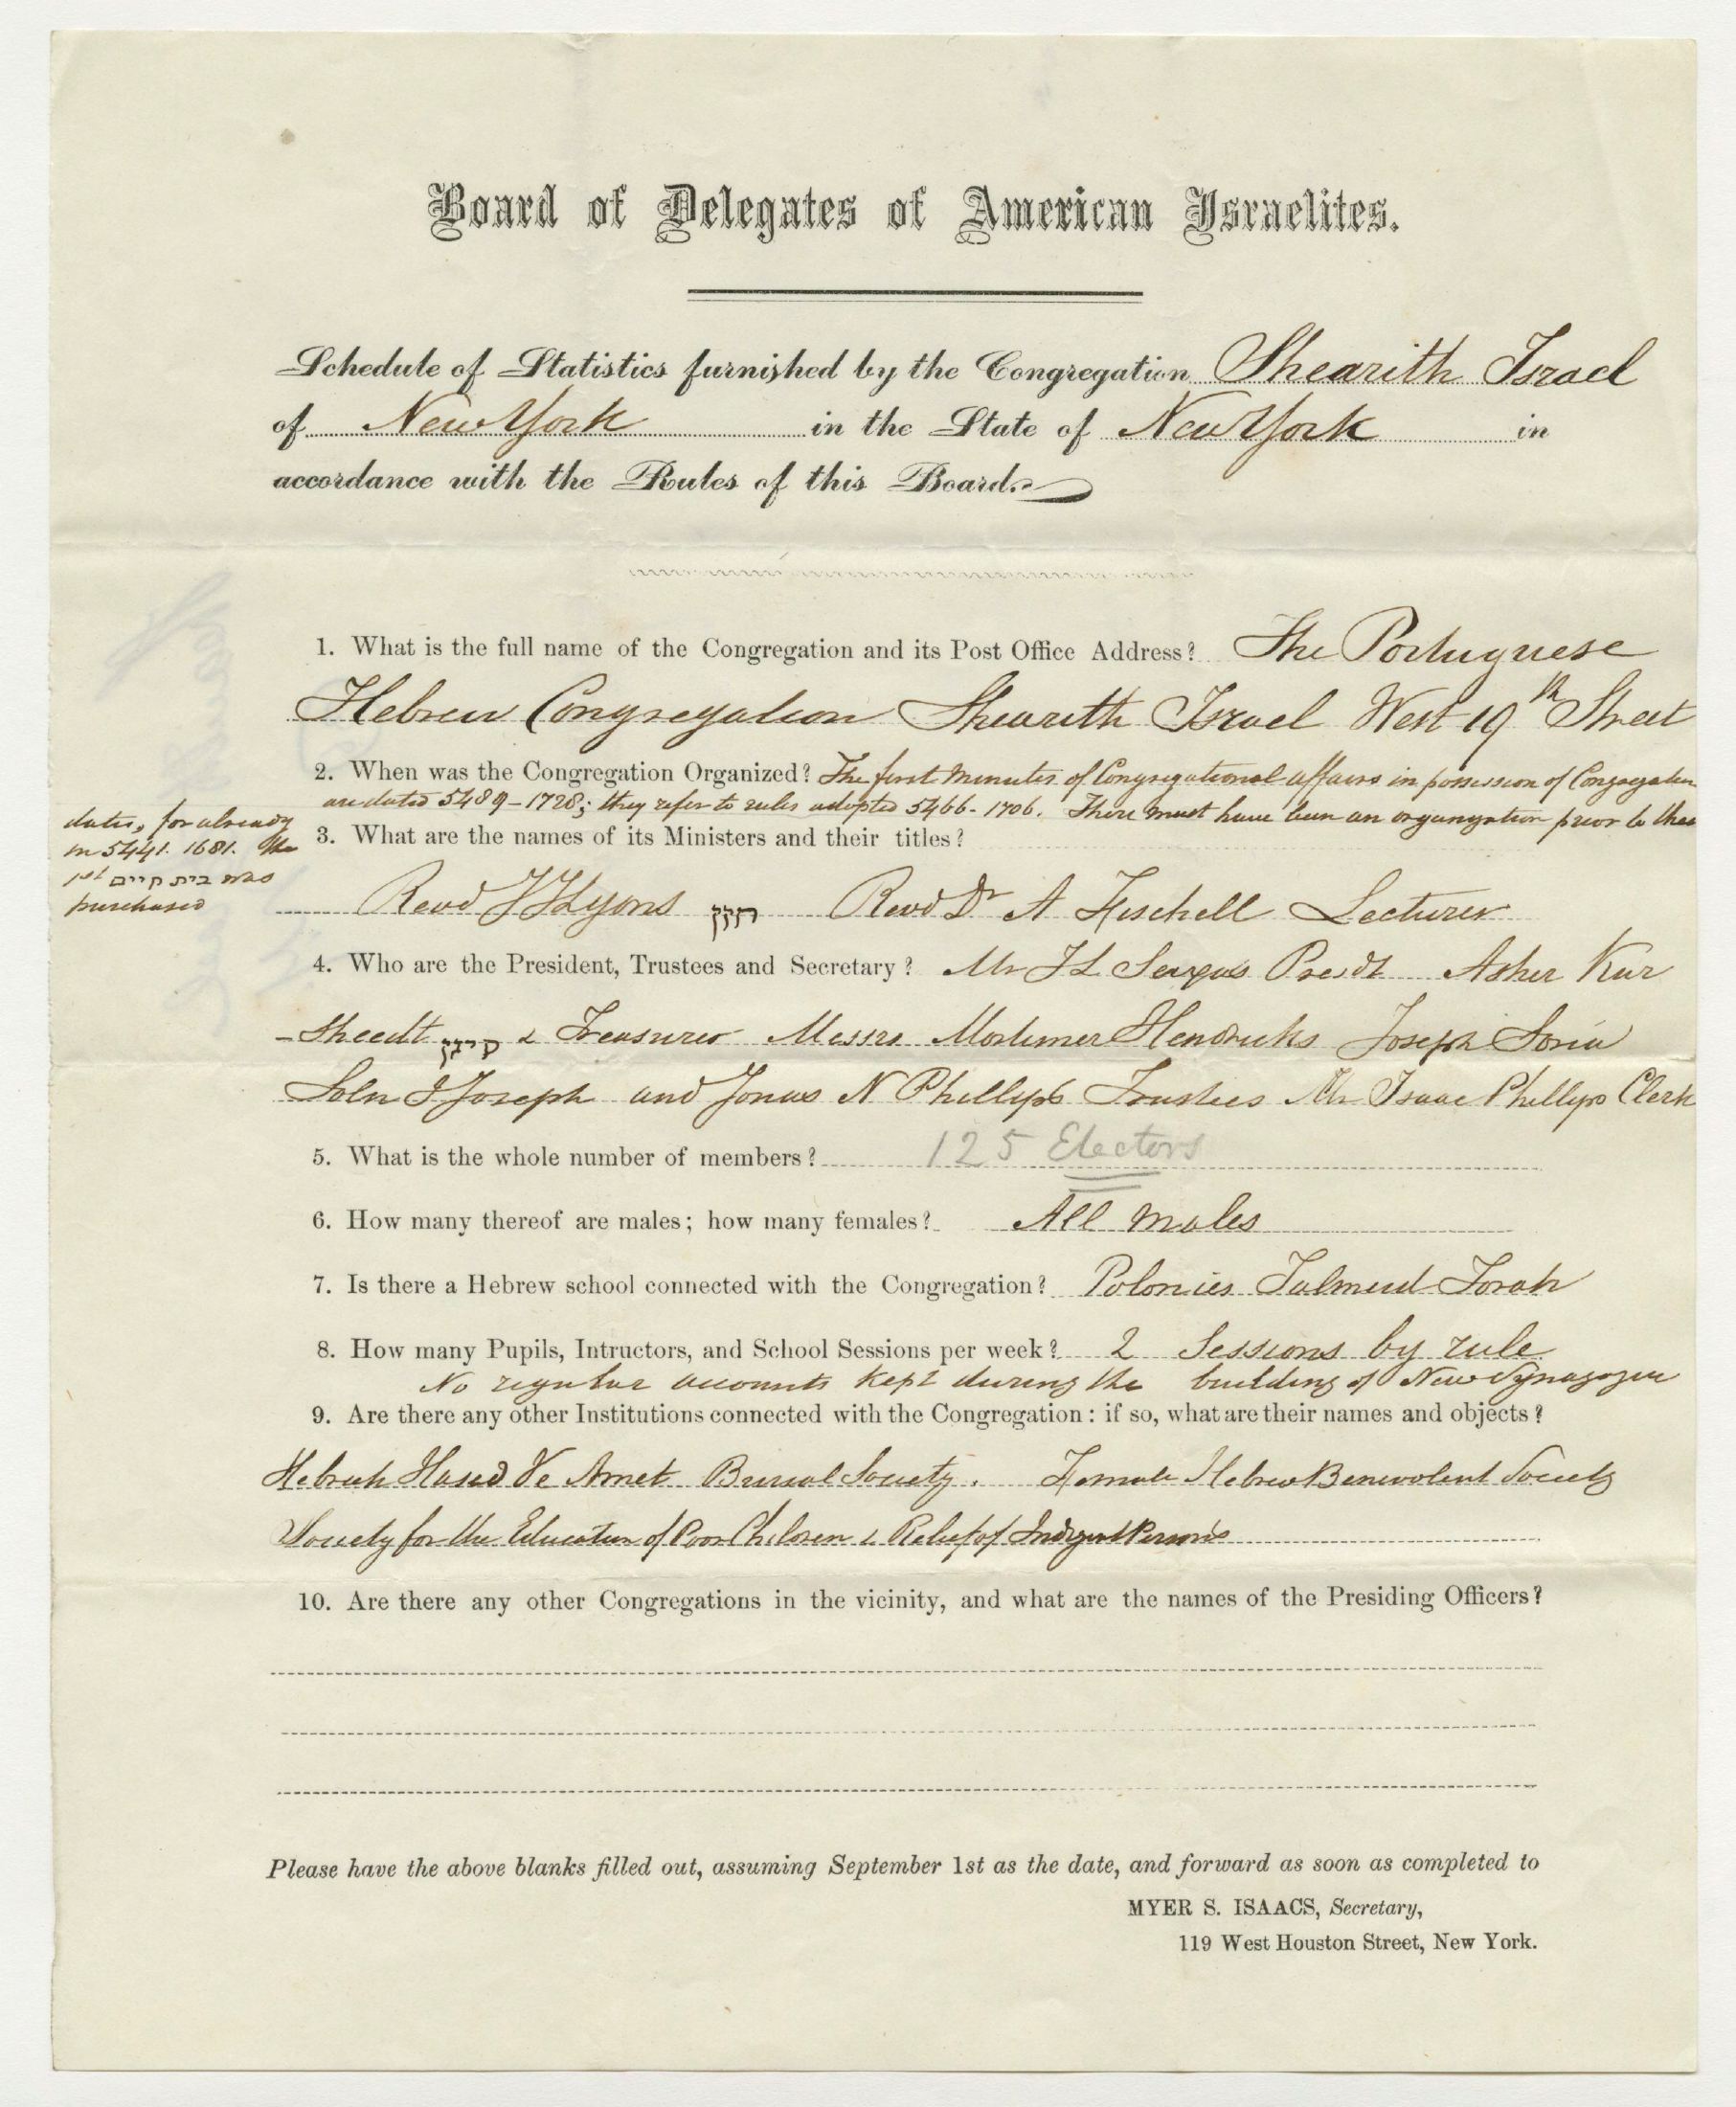 Board of Delegates of American Israelites.
Schedule of Statistics furnished by the Congregation Shearith Israel
of New York in the State of New York in
accordance with the Rules of this Board.
1. What is the full name of the Congregation and its Post Office Address? The Portuguese
Hebrew Congregation Shearith Israel West 19th Street
2. When was the Congregation Organized? The first Minutes of Congregational affairs in possession of Congregation
are dated 5489-1728; they refer to rules adopted 5466-1706. There must have been an organization prior to these
dates, for already
in 5441. 1681. the
1st בית חיים was
purchased
3. What are the names of its Ministers and their titles?
Revd J J Lyons חזן Revd Dr A Fischell Lecturer
4. Who are the President, Trustees and Secretary? Mr Presdt Asher Kur
-sheedt & Treasurer Messrs Mortimer Hendricks Joseph Soria
Soln I Joseph and Jonas N Phillips Trustees Mr Isaac Phillips Clerk
5. What is the whole number of members? 125 Electors
6. How many thereof are males; how many females? All males
7. Is there a Hebrew school connected with the Congregation? Polonies Talmud Torah
8. How many Pupils, Intructors, and School Sessions per week? 2 Sessions by rule
No regular accounts kept during the building of New Synagogue
9. Are there any other Institutions connected with the Congregation: if so, what are their names and objects?
Hebrah Hased Ve Amet Burial Society. Female Hebrew Benevolent Society
Society for the Education of Poor Children & Relief of Indigent Persons
10. Are there any other Congregations in the vicinity, and what are the names of the Presiding Officers?
Please have the above blanks filled out, assuming September 1st as the date, and forward as soon as completed to
MYER S. ISAACS, Secretary,
119 West Houston Street, New York.